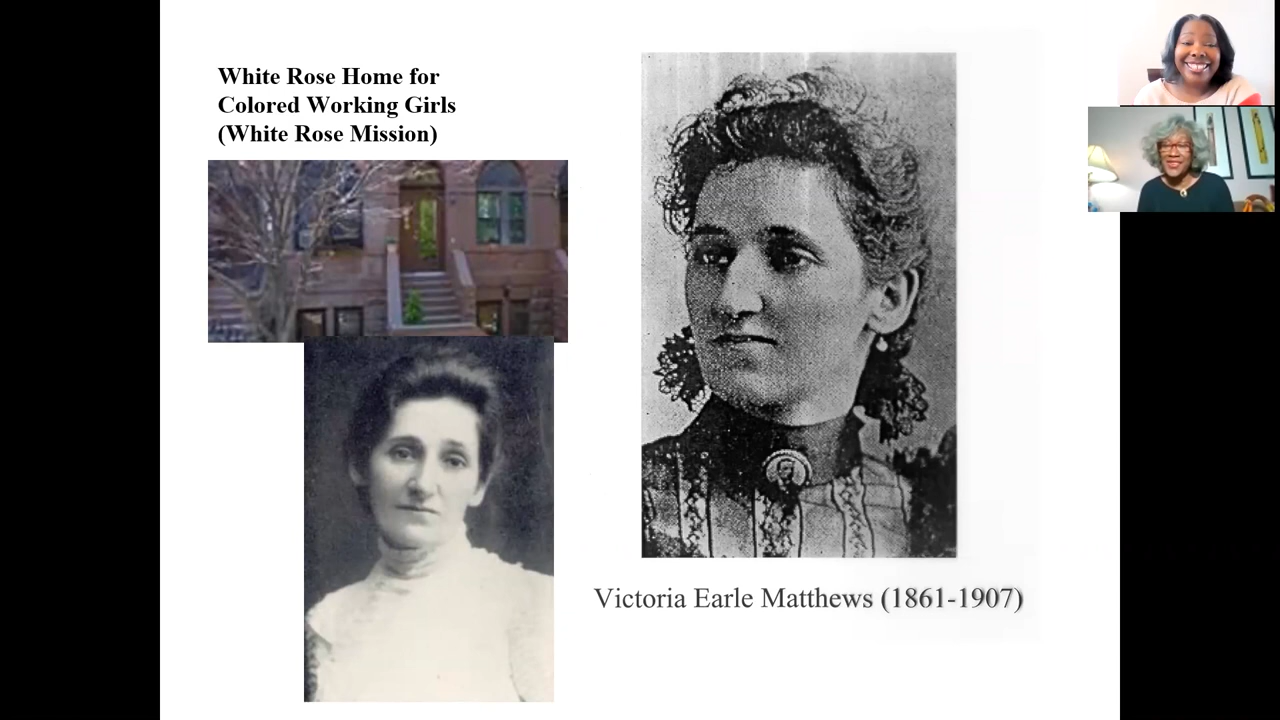 White Rose Home for
Colored Working Girls
(White Rose Mission)
Victoria Earle Matthews (1861-1907)